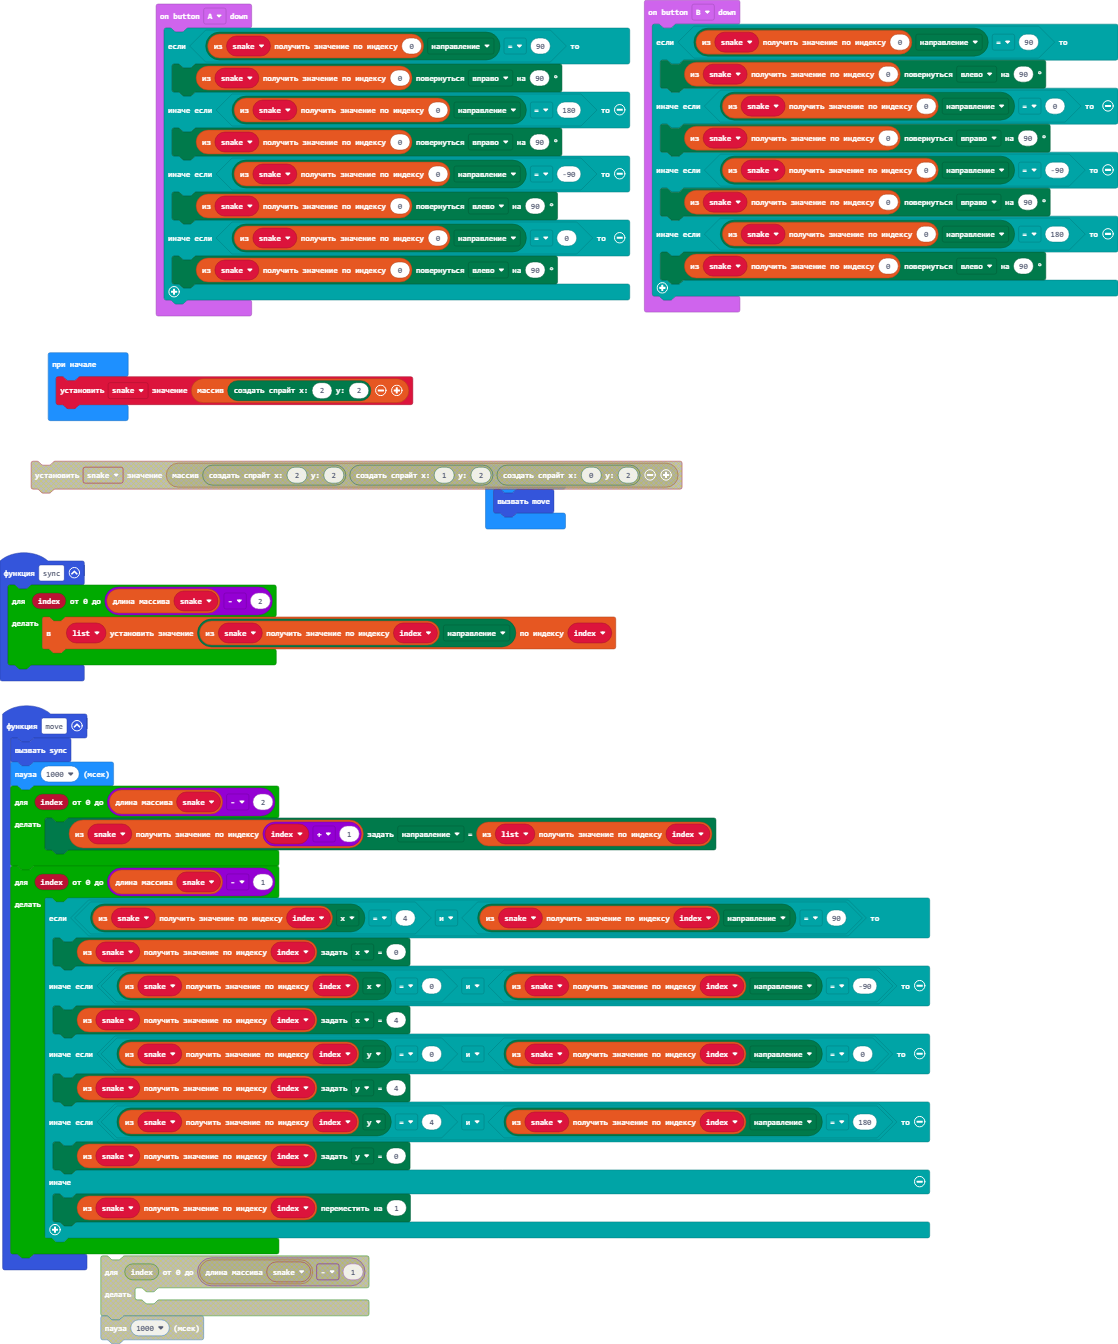 on button A down
если из snake получить значение по индексу 0 направление = 90 то
из snake получить значение по индексу 0 повернуться вправо на 90 °
иначе если из snake получить значение по индексу 0 направление = 180 то
из snake получить значение по индексу 0 повернуться вправо на 90 °
иначе если из snake получить значение по индексу 0 направление = -90 то
из snake получить значение по индексу 0 повернуться влево на 90 °
иначе если из snake получить значение по индексу 0 направление = 0 то
из snake получить значение по индексу 0 повернуться влево на 90 °
on button B down
если из snake получить значение по индексу 0 направление = 90 то
из snake получить значение по индексу 0 повернуться влево на 90 °
иначе если из snake получить значение по индексу 0 направление = 0 то
из snake получить значение по индексу 0 повернуться вправо на 90 °
иначе если из snake получить значение по индексу 0 направление = -90 то
из snake получить значение по индексу 0 повернуться вправо на 90 °
иначе если из snake получить значение по индексу 0 направление = 180 то
из snake получить значение по индексу 0 повернуться влево на 90 °
при начале
установить snake значение массив создать спрайт x: 2 y: 2
установить snake значение массив создать спрайт x: 2 y: 2 создать спрайт x: 1 y: 2 создать спрайт x: 0 y: 2
вызвать move
функция sync
для index от 0 до длина массива snake - 2
делать
в list установить значение из snake получить значение по индексу index направление по индексу index
функция move
вызвать sync
пауза 1000 (мсек)
для index от 0 до длина массива snake - 2
делать
из snake получить значение по индексу index + 1 задать направление = из list получить значение по индексу index
для index от 0 до длина массива snake - 1
делать
если из snake получить значение по индексу index x = 4 и из snake получить значение по индексу index направление = 90 то
из snake получить значение по индексу index задать x = 0
иначе если из snake получить значение по индексу index x = 0 и из snake получить значение по индексу index направление = -90 то
из snake получить значение по индексу index задать x = 4
иначе если из snake получить значение по индексу index y = 0 и из snake получить значение по индексу index направление = 0 то
из snake получить значение по индексу index задать y = 4
иначе если из snake получить значение по индексу index y = 4 и из snake получить значение по индексу index направление = 180 то
из snake получить значение по индексу index задать y = 0
иначе
из snake получить значение по индексу index переместить на 1
для index от 0 до длина массива snake - 1
делать
пауза 1000 (мсек)